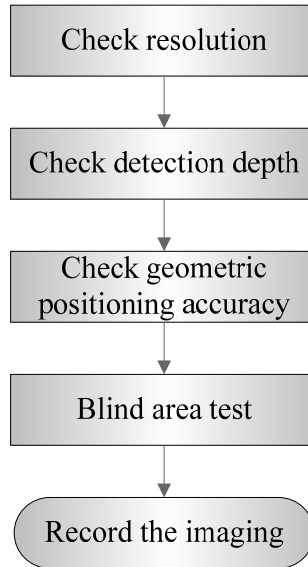 Check resolution
Check detection depth
Check geometric
positioning accuracy
Blind area test
Record the imaging